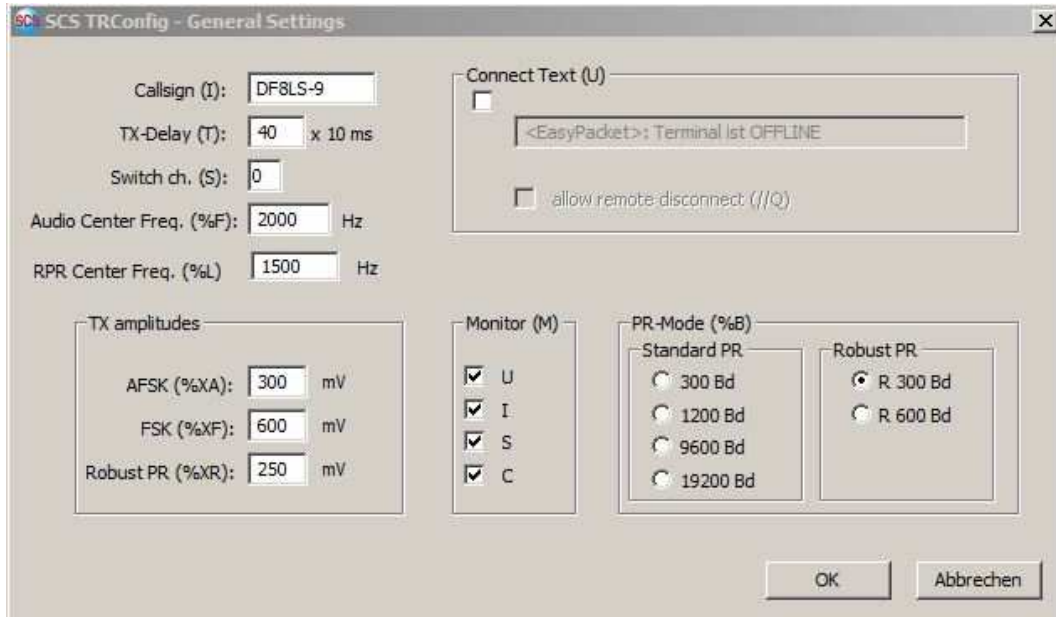 SCS SCS TRConfig - General Settings
Callsign (I): DF8LS-9
TX-Delay (T): 40 x 10 ms
Switch ch. (S): 0
Audio Center Freq. (%F): 2000 Hz
RPR Center Freq. (%L) 1500 Hz
Connect Text (U)
<EasyPacket>: Terminal ist OFFLINE
allow remote disconnect (//Q)
TX amplitudes
AFSK (%XA): 300 mV
FSK (%XF): 600 mV
Robust PR (%XR): 250 mV
Monitor (M)
U
I
S
C
PR-Mode (%B)
Standard PR
300 Bd
1200 Bd
9600 Bd
19200 Bd
Robust PR
R 300 Bd
R 600 Bd
OK
Abbrechen